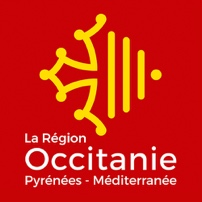 La Région
Occitanie
Pyrénées - Méditerranée